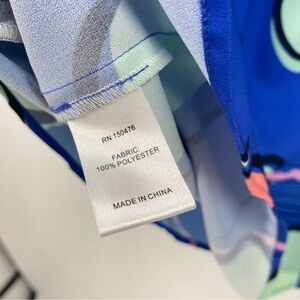 RN 150476
FABRIC:
100% POLYESTER
MADE IN CHINA